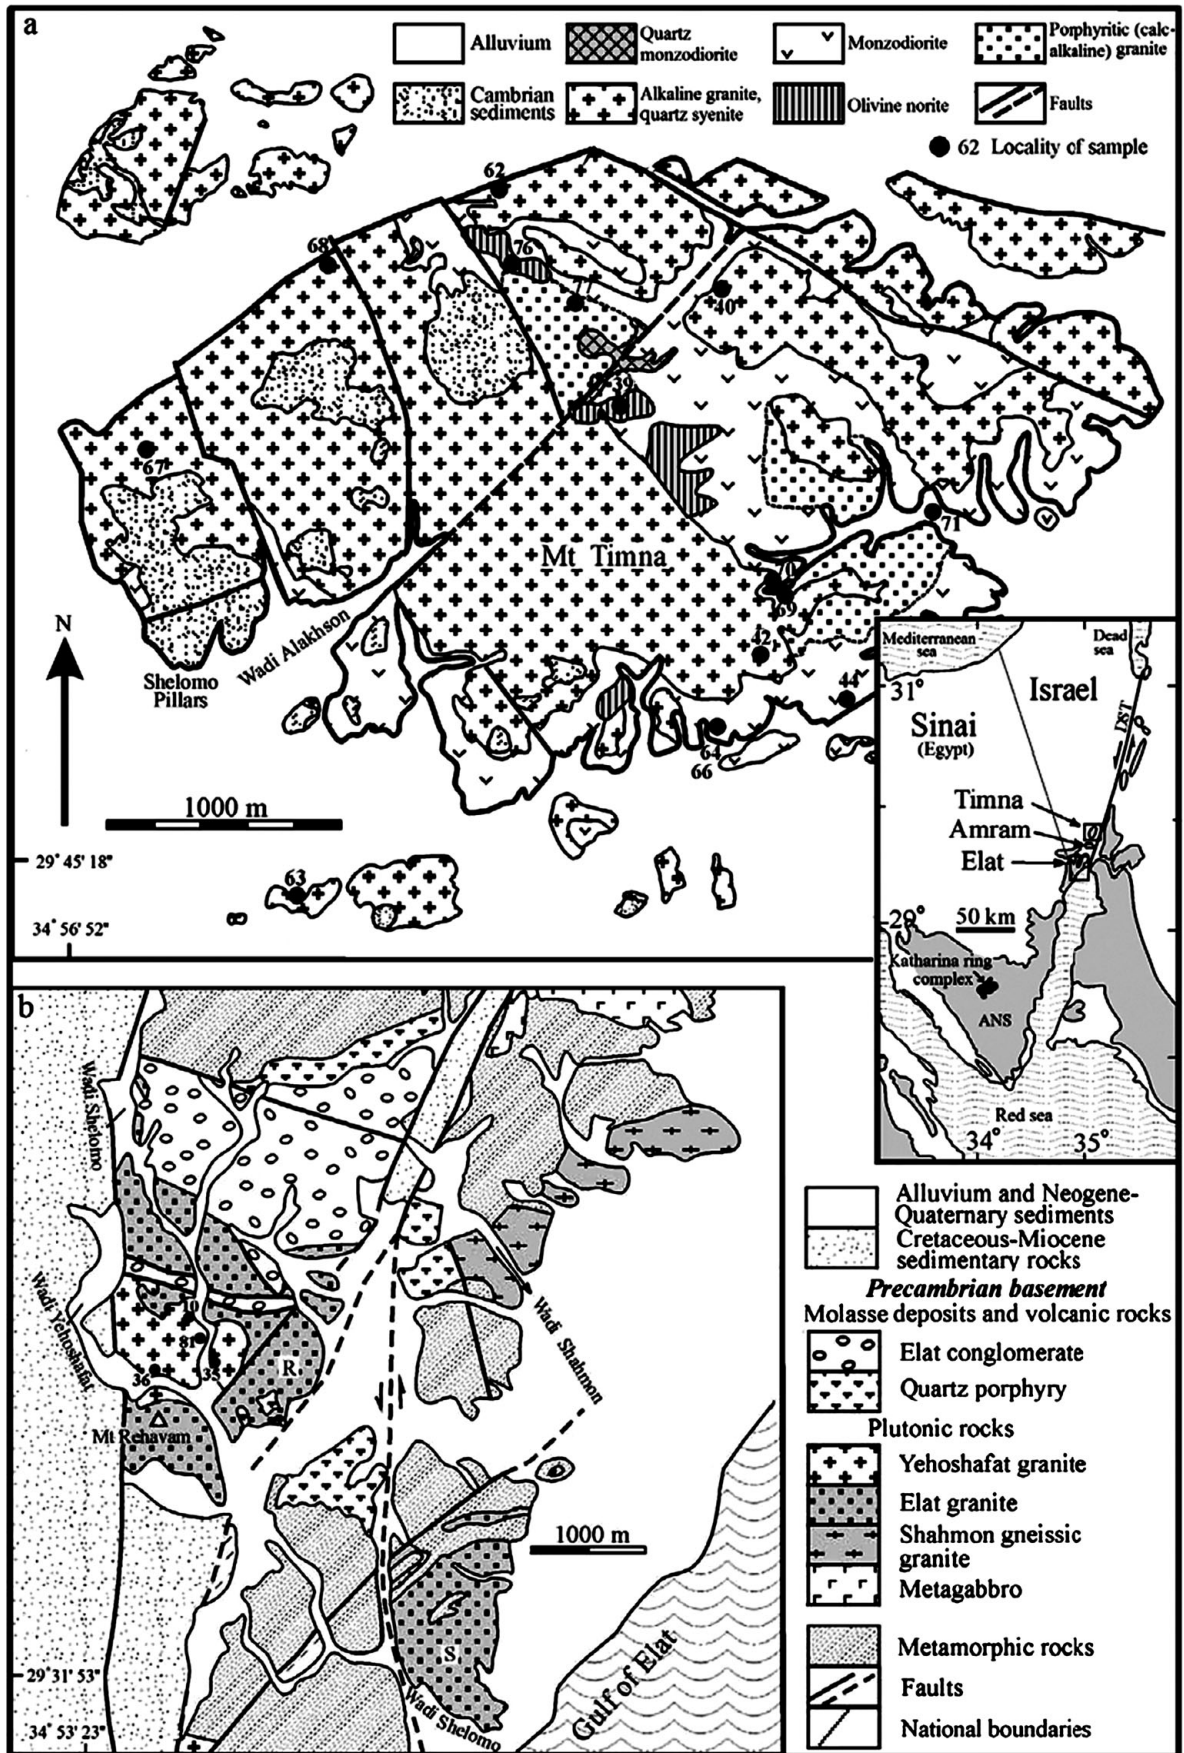 a
Alluvium
Quartz
monzodiorite
Monzodiorite
Porphyritic (calc-
alkaline) granite
Cambrian
sediments
Alkaline granite,
quartz syenite
Olivine norite
Faults
62 Locality of sample
62
68
76
77
40
39
67
71
Mt Timna
70
69
42
44
64
66
N
Shelomo
Pillars
Wadi Alakhson
1000 m
29° 45' 18"
63
34° 56' 52"
Mediterranean
sea
Dead
sea
31°
Israel
Sinai
(Egypt)
DST
Timna
Amram
Elat
29°
50 km
Katharina ring
complex
ANS
Red sea
34°
35°
b
Wadi Shelomo
Wadi Yehoshafat
10
81
35
36
R
Mt Rehavam
Wadi Shahmon
1000 m
S
Gulf of Elat
Wadi Shelomo
29° 31' 53"
34° 53' 23"
Alluvium and Neogene-
Quaternary sediments
Cretaceous-Miocene
sedimentary rocks
Precambrian basement
Molasse deposits and volcanic rocks
Elat conglomerate
Quartz porphyry
Plutonic rocks
Yehoshafat granite
Elat granite
Shahmon gneissic
granite
Metagabbro
Metamorphic rocks
Faults
National boundaries